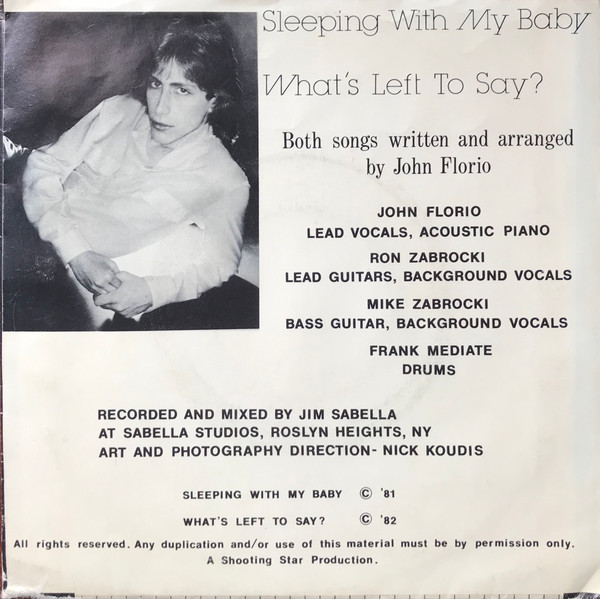 Sleeping With My Baby
What's Left To Say?
Both songs written and arranged
by John Florio
JOHN FLORIO
LEAD VOCALS, ACOUSTIC PIANO
RON ZABROCKI
LEAD GUITARS, BACKGROUND VOCALS
MIKE ZABROCKI
BASS GUITAR, BACKGROUND VOCALS
FRANK MEDIATE
DRUMS
RECORDED AND MIXED BY JIM SABELLA
AT SABELLA STUDIOS, ROSLYN HEIGHTS, NY
ART AND PHOTOGRAPHY DIRECTION- NICK KOUDIS
SLEEPING WITH MY BABY © '81
WHAT'S LEFT TO SAY? © '82
All rights reserved. Any duplication and/or use of this material must be by permission only.
A Shooting Star Production.